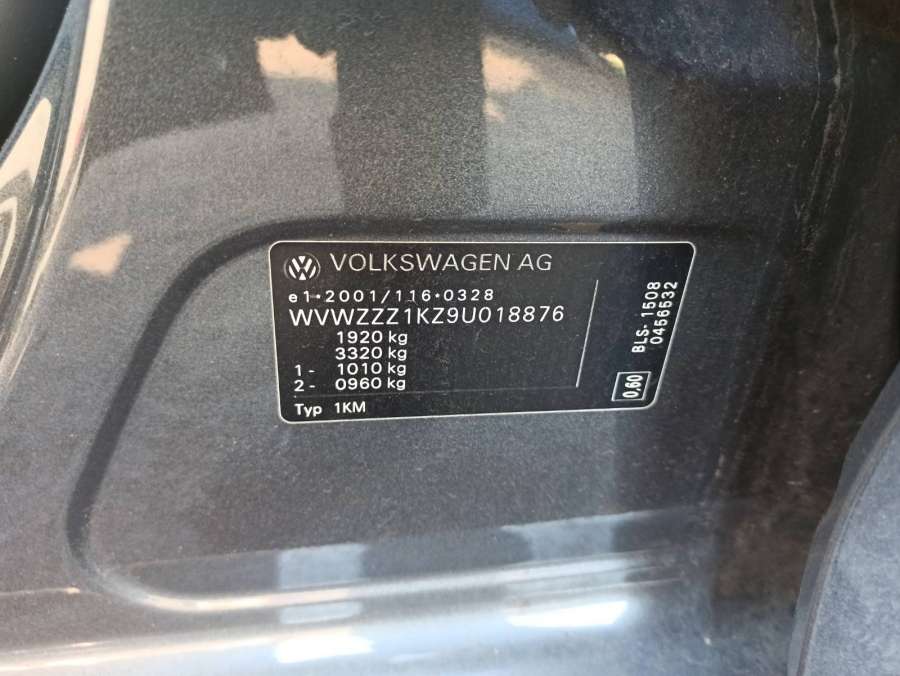 VOLKSWAGEN AG
e1*2001/116*0328
WVWZZZ1KZ9U018876
1920 kg
3320 kg
1- 1010 kg
2- 0960 kg
Typ 1KM
BLS- 1508
0456532
0,60